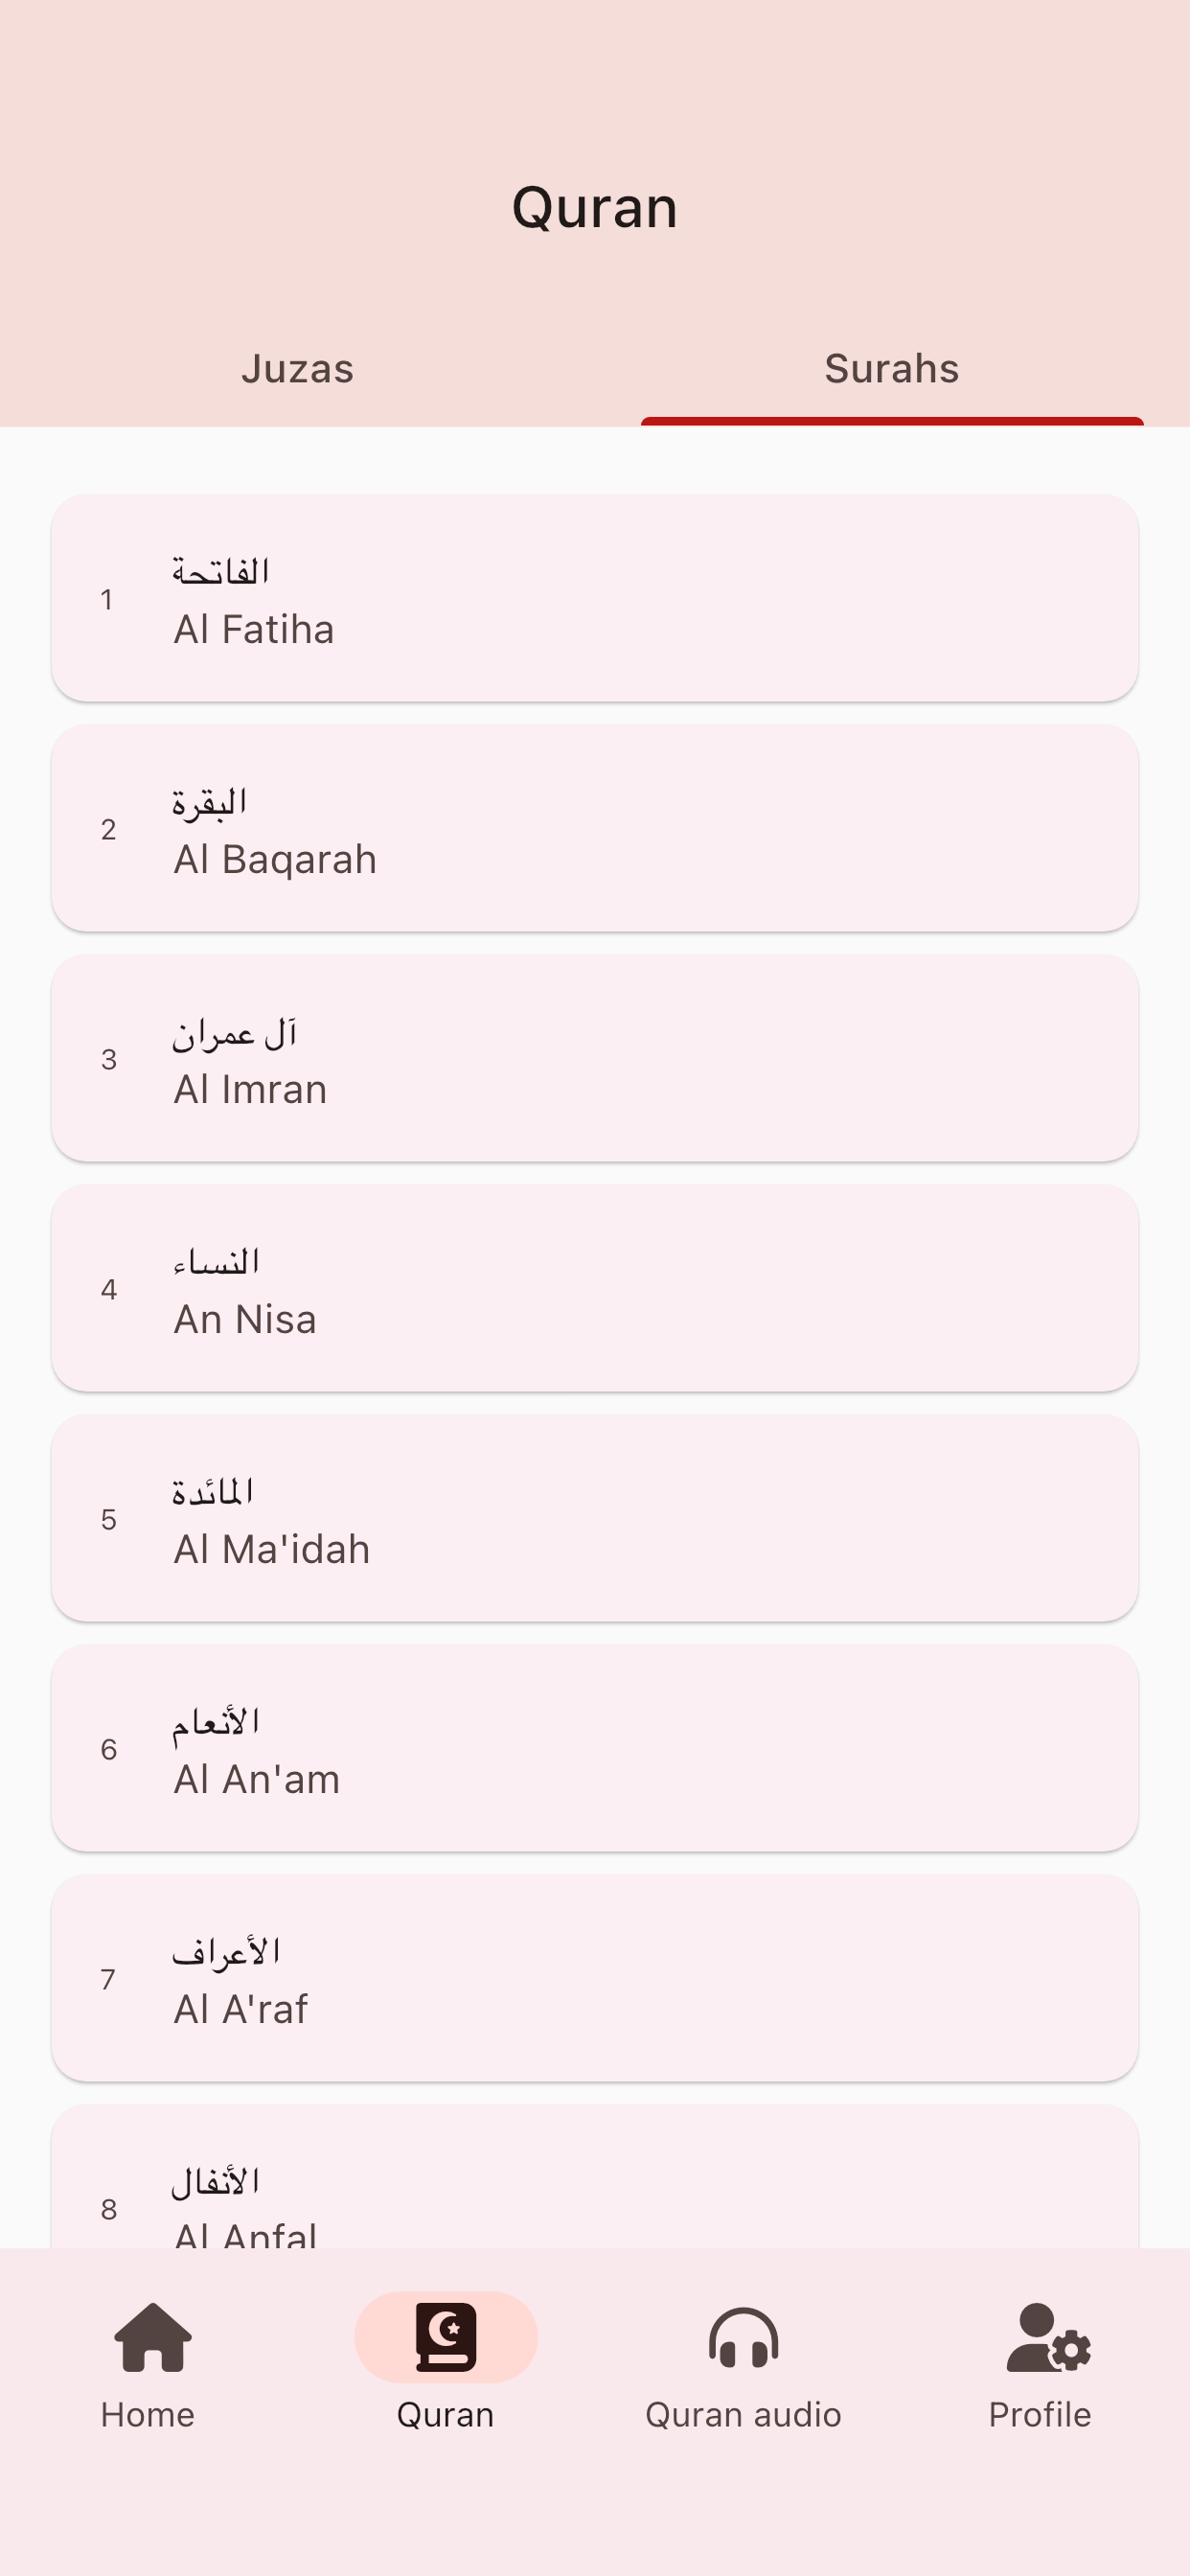 Quran
Juzas
Surahs
1
الفاتحة
Al Fatiha
2
البقرة
Al Baqarah
3
آل عمران
Al Imran
4
النساء
An Nisa
5
المائدة
Al Ma'idah
6
الأنعام
Al An'am
7
الأعراف
Al A'raf
8
الأنفال
Al Anfal
Home
Quran
Quran audio
Profile